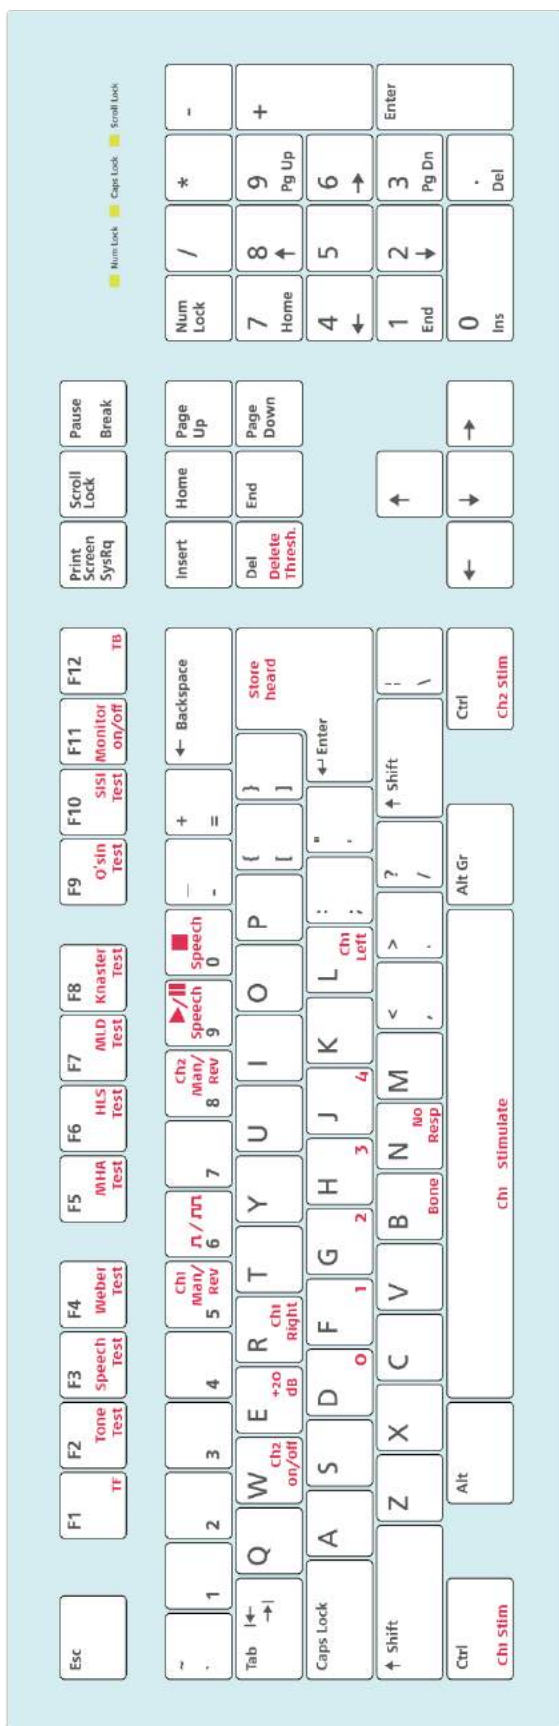 Esc
F1
TF
F2
Tone
Test
F3
Speech
Test
F4
Weber
Test
F5
MHA
Test
F6
HLS
Test
F7
MLD
Test
F8
Knaster
Test
F9
Q'sin
Test
F10
SISI
Test
F11
Monitor
on/off
F12
TB
Print
Screen
SysRq
Scroll
Lock
Pause
Break
Num Lock
Caps Lock
Scroll Lock
~
`
1
2
3
4
Ch1
Man/
Rev
5
⎍ / ⎍⎍
6
7
Ch2
Man/
Rev
8
▶/❚❚
Speech
9
■
Speech
0
_
-
+
=
← Backspace
Insert
Home
Page
Up
Num
Lock
/
*
-
Tab |←
→|
Q
W
Ch2
on/off
E
+20
dB
R
Ch1
Right
T
Y
U
I
O
P
{
[
}
]
Store
heard
↵ Enter
Del
Delete
Thresh.
End
Page
Down
7
Home
8
↑
9
Pg Up
+
Caps Lock
A
S
D
0
F
1
G
2
H
3
J
4
K
L
Ch1
Left
:
;
"
'
4
←
5
6
→
↑ Shift
Z
X
C
V
B
Bone
N
No
Resp
M
<
,
>
.
?
/
↑ Shift
¦
\
↑
1
End
2
↓
3
Pg Dn
Enter
Ctrl
Ch1 Stim
Alt
Ch1 Stimulate
Alt Gr
Ctrl
Ch2 Stim
←
↓
→
0
Ins
.
Del